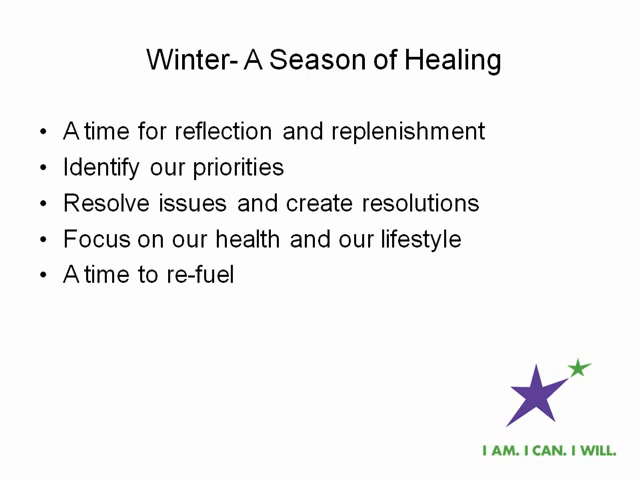 Winter- A Season of Healing
• A time for reflection and replenishment
• Identify our priorities
• Resolve issues and create resolutions
• Focus on our health and our lifestyle
• A time to re-fuel
I AM. I CAN. I WILL.